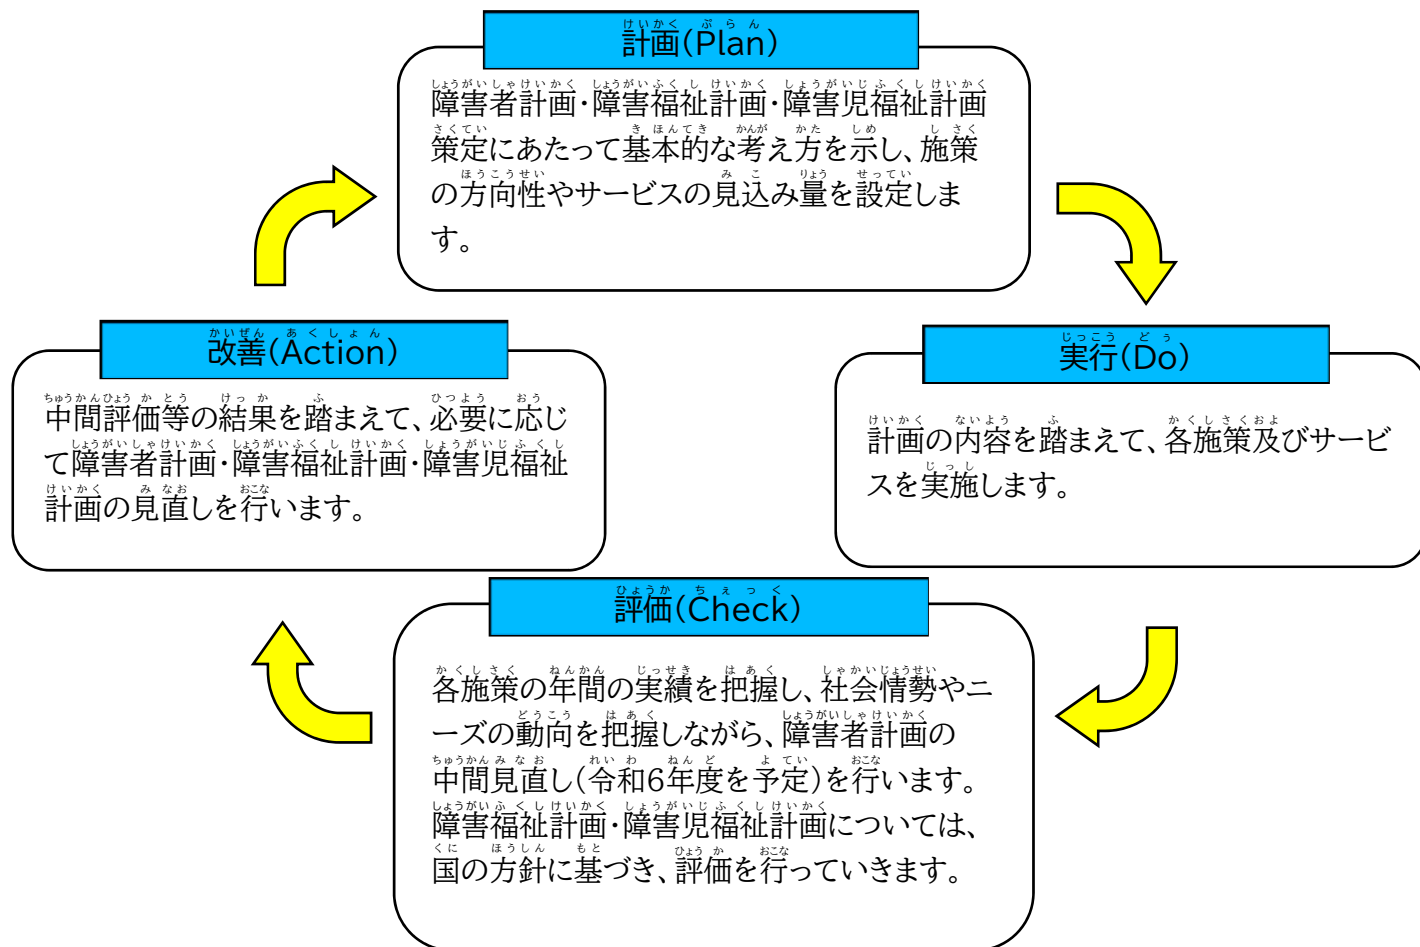 計画(Plan)
障害者計画・障害福祉計画・障害児福祉計画
策定にあたって基本的な考え方を示し、施策
の方向性やサービスの見込み量を設定しま
す。
改善(Action)
中間評価等の結果を踏まえて、必要に応じ
て障害者計画・障害福祉計画・障害児福祉
計画の見直しを行います。
実行(Do)
計画の内容を踏まえて、各施策及びサービ
スを実施します。
評価(Check)
各施策の年間の実績を把握し、社会情勢やニ
ーズの動向を把握しながら、障害者計画の
中間見直し(令和6年度を予定)を行います。
障害福祉計画・障害児福祉計画については、
国の方針に基づき、評価を行っていきます。